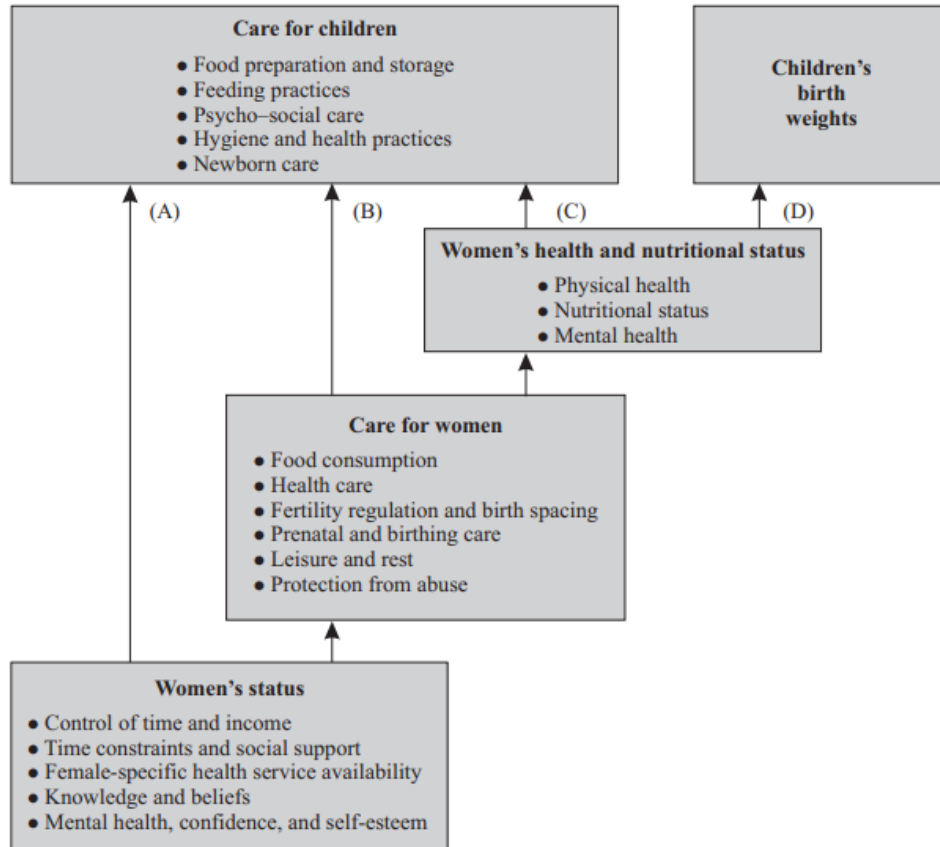 Care for children
● Food preparation and storage
● Feeding practices
● Psycho–social care
● Hygiene and health practices
● Newborn care
Children's
birth
weights
(A)
(B)
(C)
(D)
Women's health and nutritional status
● Physical health
● Nutritional status
● Mental health
Care for women
● Food consumption
● Health care
● Fertility regulation and birth spacing
● Prenatal and birthing care
● Leisure and rest
● Protection from abuse
Women's status
● Control of time and income
● Time constraints and social support
● Female-specific health service availability
● Knowledge and beliefs
● Mental health, confidence, and self-esteem